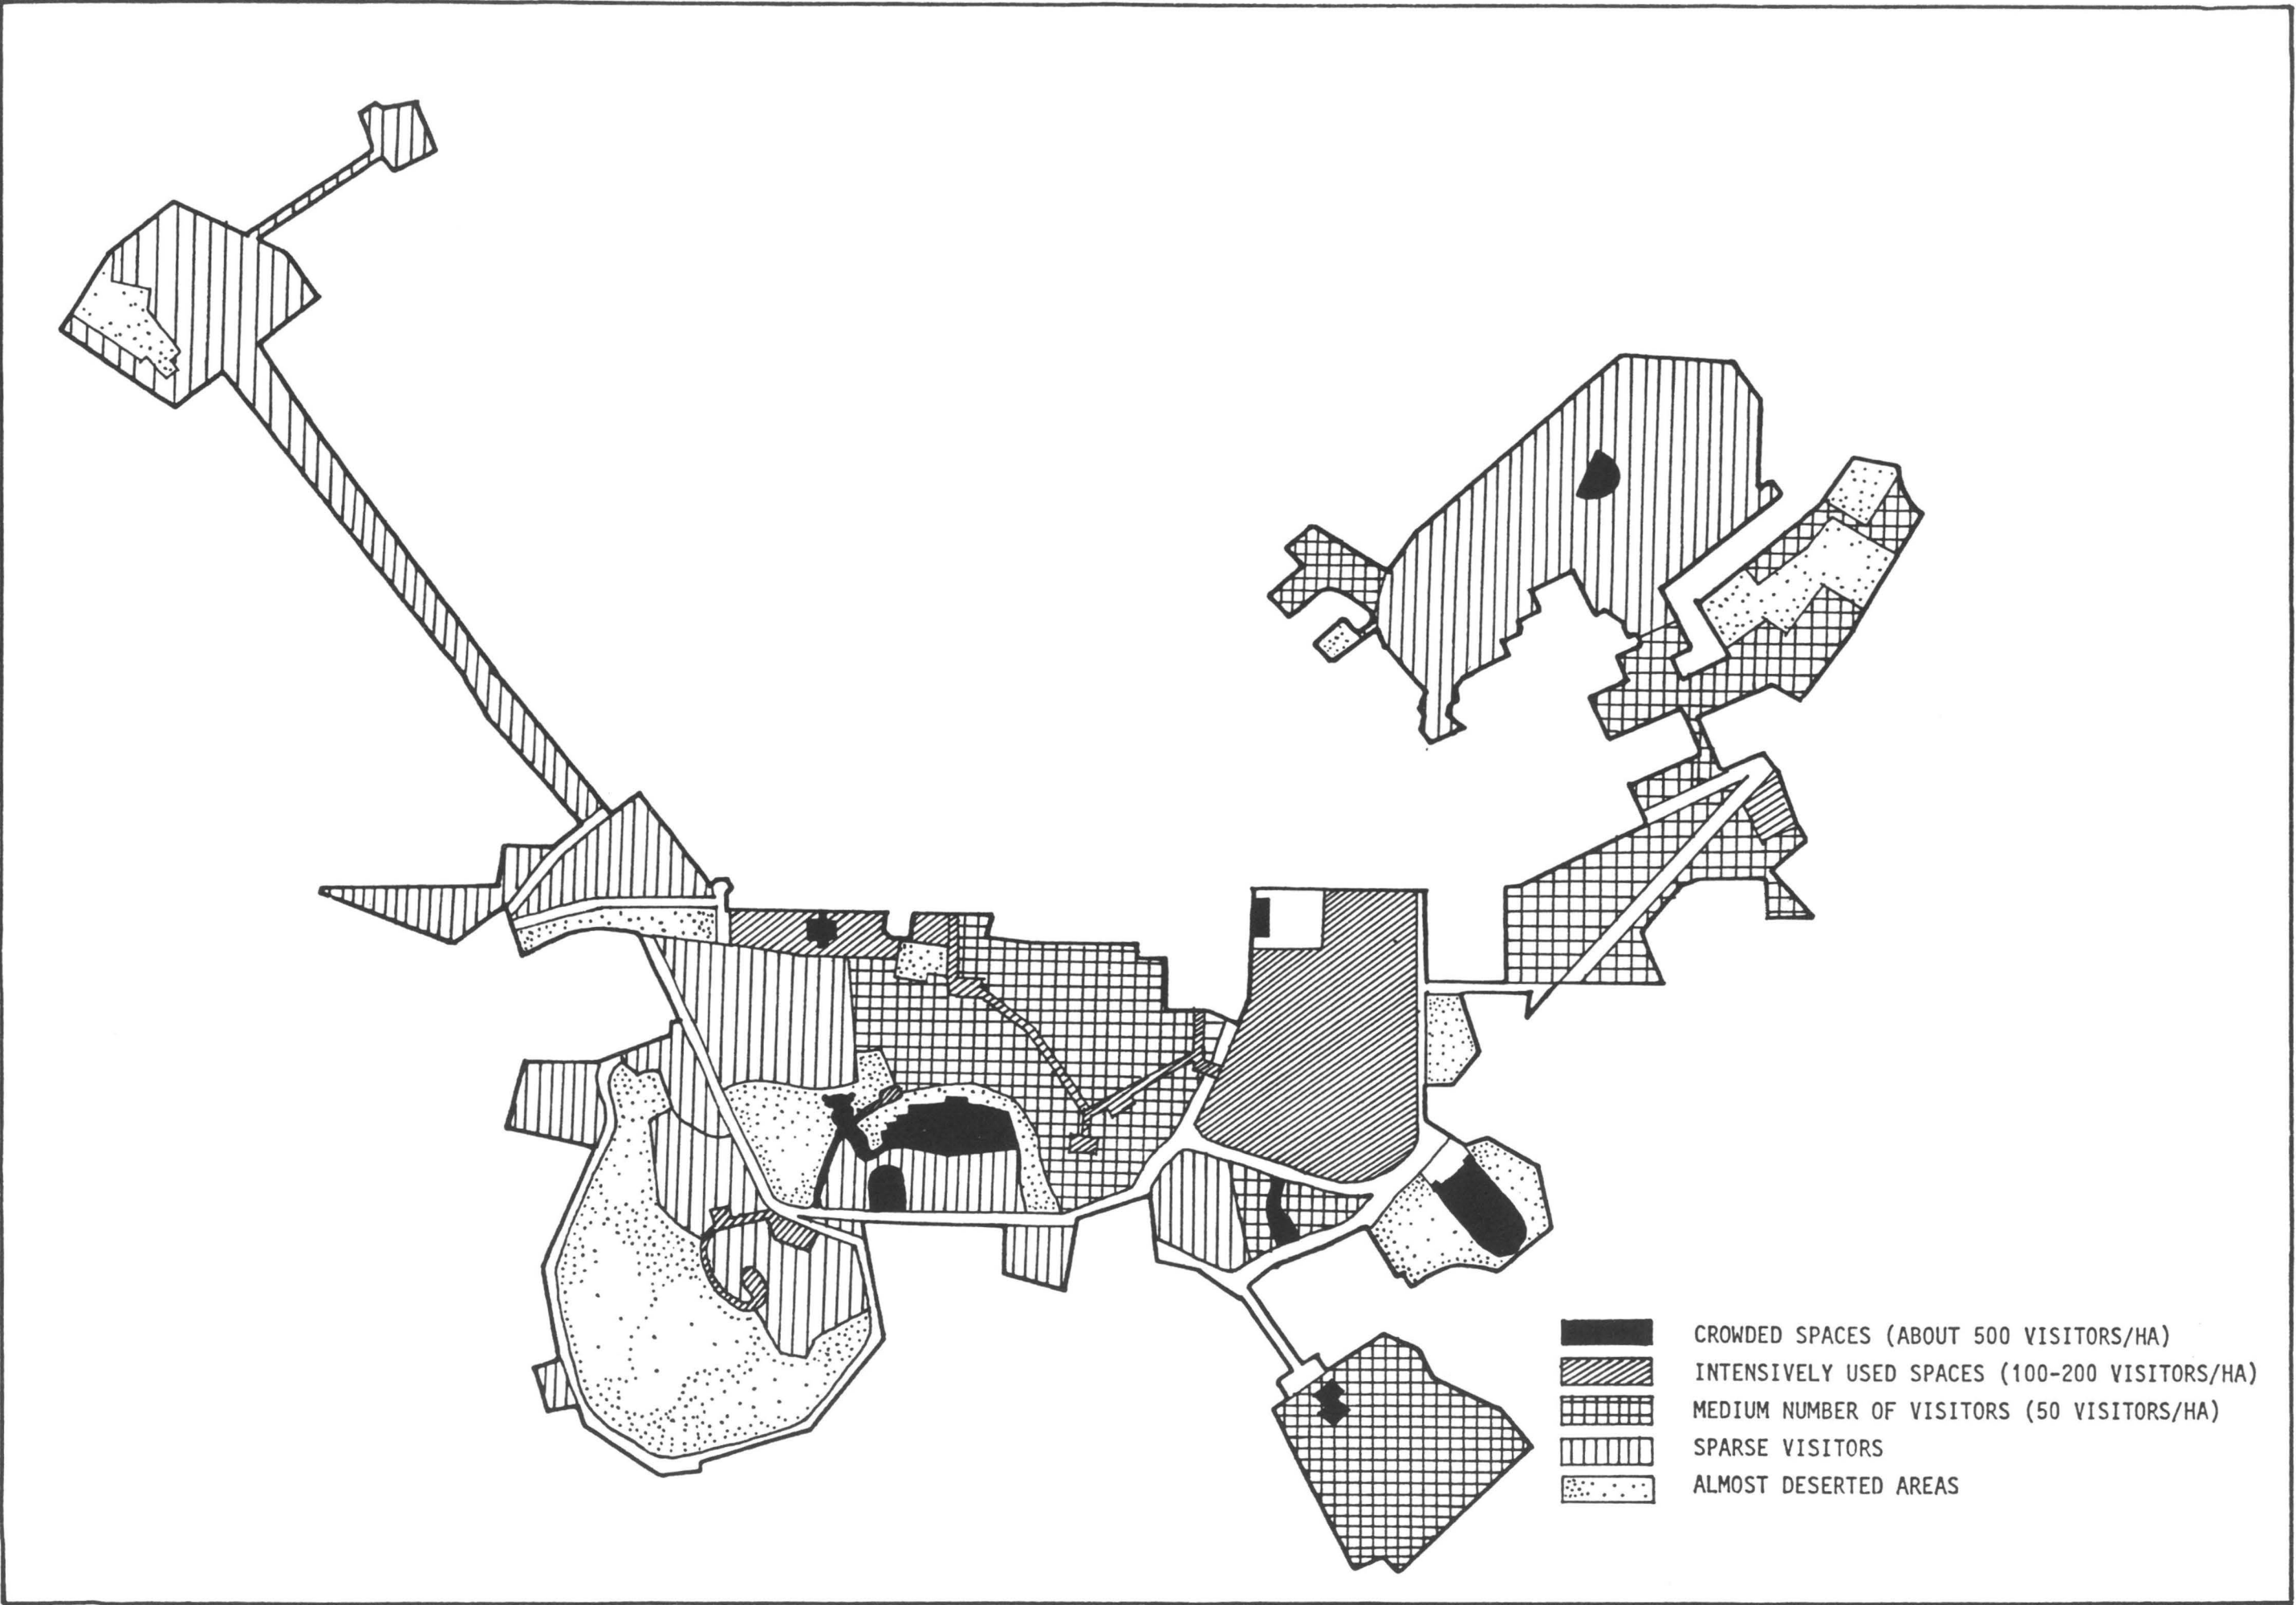 CROWDED SPACES (ABOUT 500 VISITORS/HA)
INTENSIVELY USED SPACES (100-200 VISITORS/HA)
MEDIUM NUMBER OF VISITORS (50 VISITORS/HA)
SPARSE VISITORS
ALMOST DESERTED AREAS